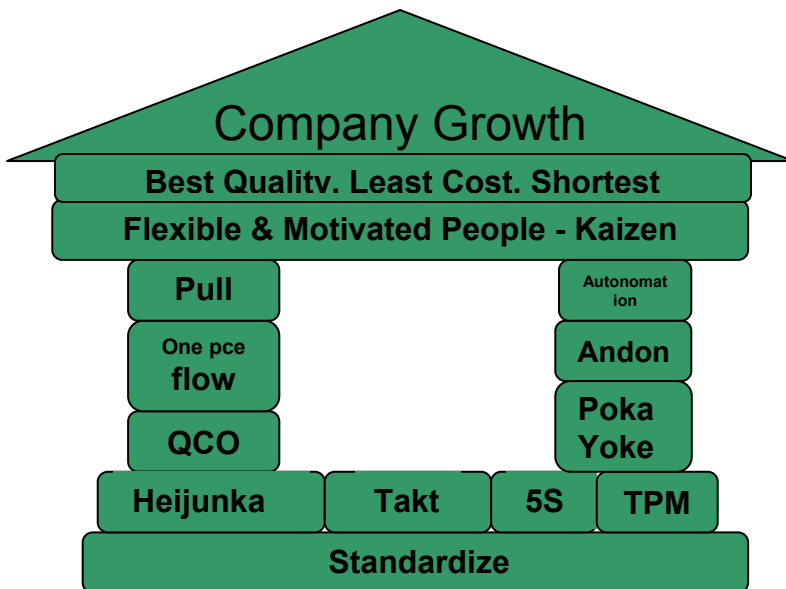 Company Growth
Best Quality. Least Cost. Shortest
Flexible & Motivated People - Kaizen
Pull
Autonomat
ion
One pce
flow
Andon
QCO
Poka
Yoke
Heijunka
Takt
5S
TPM
Standardize